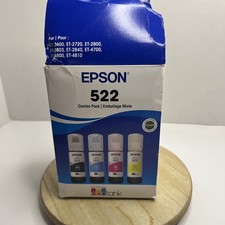 For / Pour :
ET-2720, ET-2800,
ET-2840, ET-4700,
ET-4810
EPSON
522
Combo Pack | Emballage Mixte